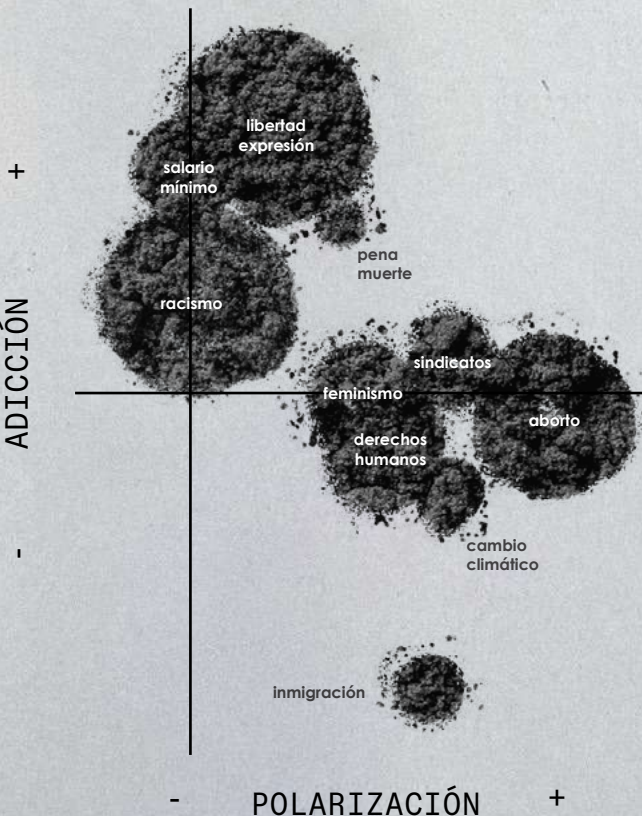 libertad
expresión
salario
mínimo
pena
muerte
racismo
sindicatos
feminismo
aborto
derechos
humanos
cambio
climático
inmigración
+
ADICCIÓN
-
- POLARIZACIÓN +